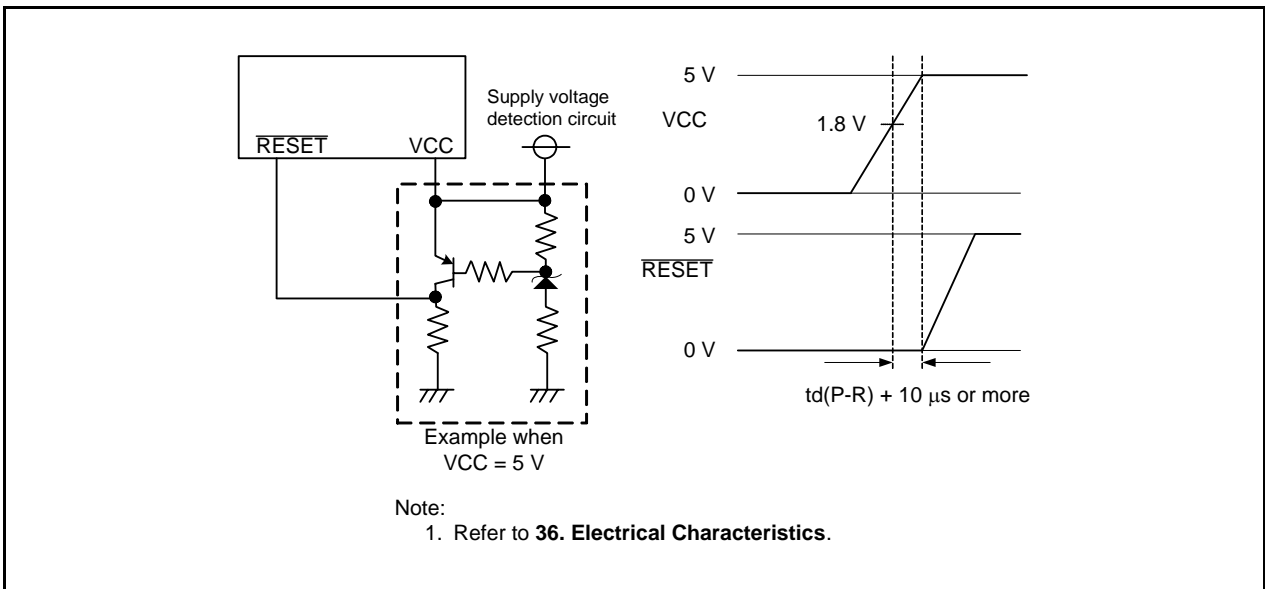 RESET
VCC
Supply voltage
detection circuit
Example when
VCC = 5 V
5 V
VCC
1.8 V
0 V
5 V
RESET
0 V
td(P-R) + 10 μs or more
Note:
1. Refer to 36. Electrical Characteristics.